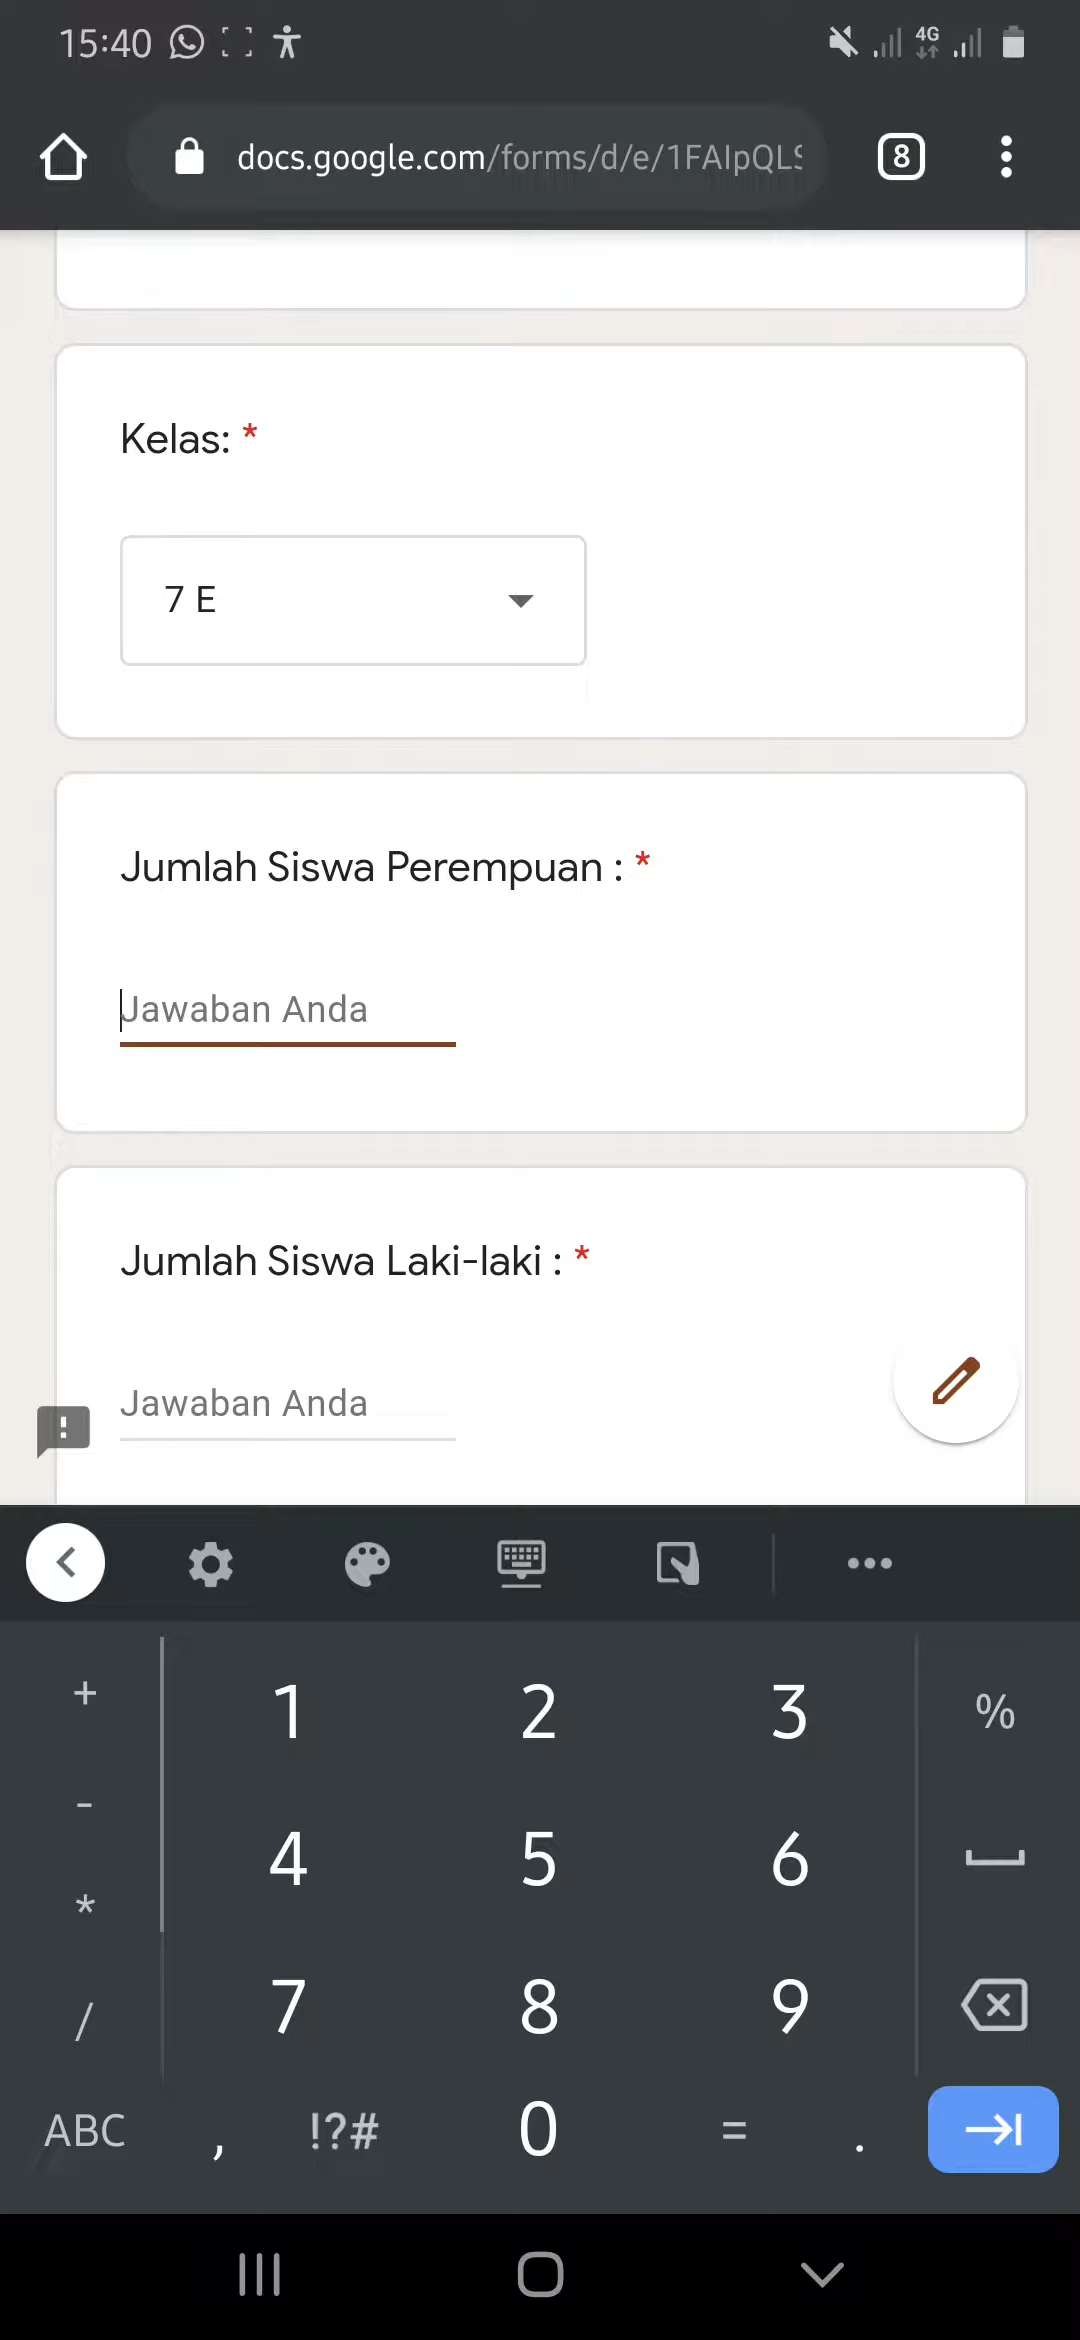 15:40
4G
docs.google.com/forms/d/e/1FAIpQLS
8
Kelas: *
7 E
Jumlah Siswa Perempuan : *
Jawaban Anda
Jumlah Siswa Laki-laki : *
Jawaban Anda
+ 1 2 3 %
- 4 5 6
*
/ 7 8 9
ABC , !?# 0 = .